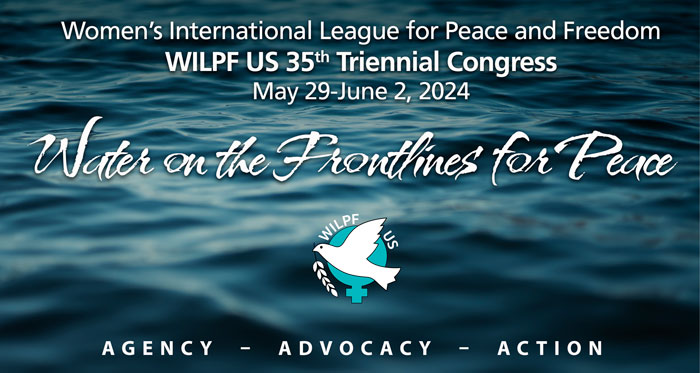 Women's International League for Peace and Freedom
WILPF US 35th Triennial Congress
May 29-June 2, 2024
Water on the Frontlines for Peace
WILPF US
AGENCY – ADVOCACY – ACTION